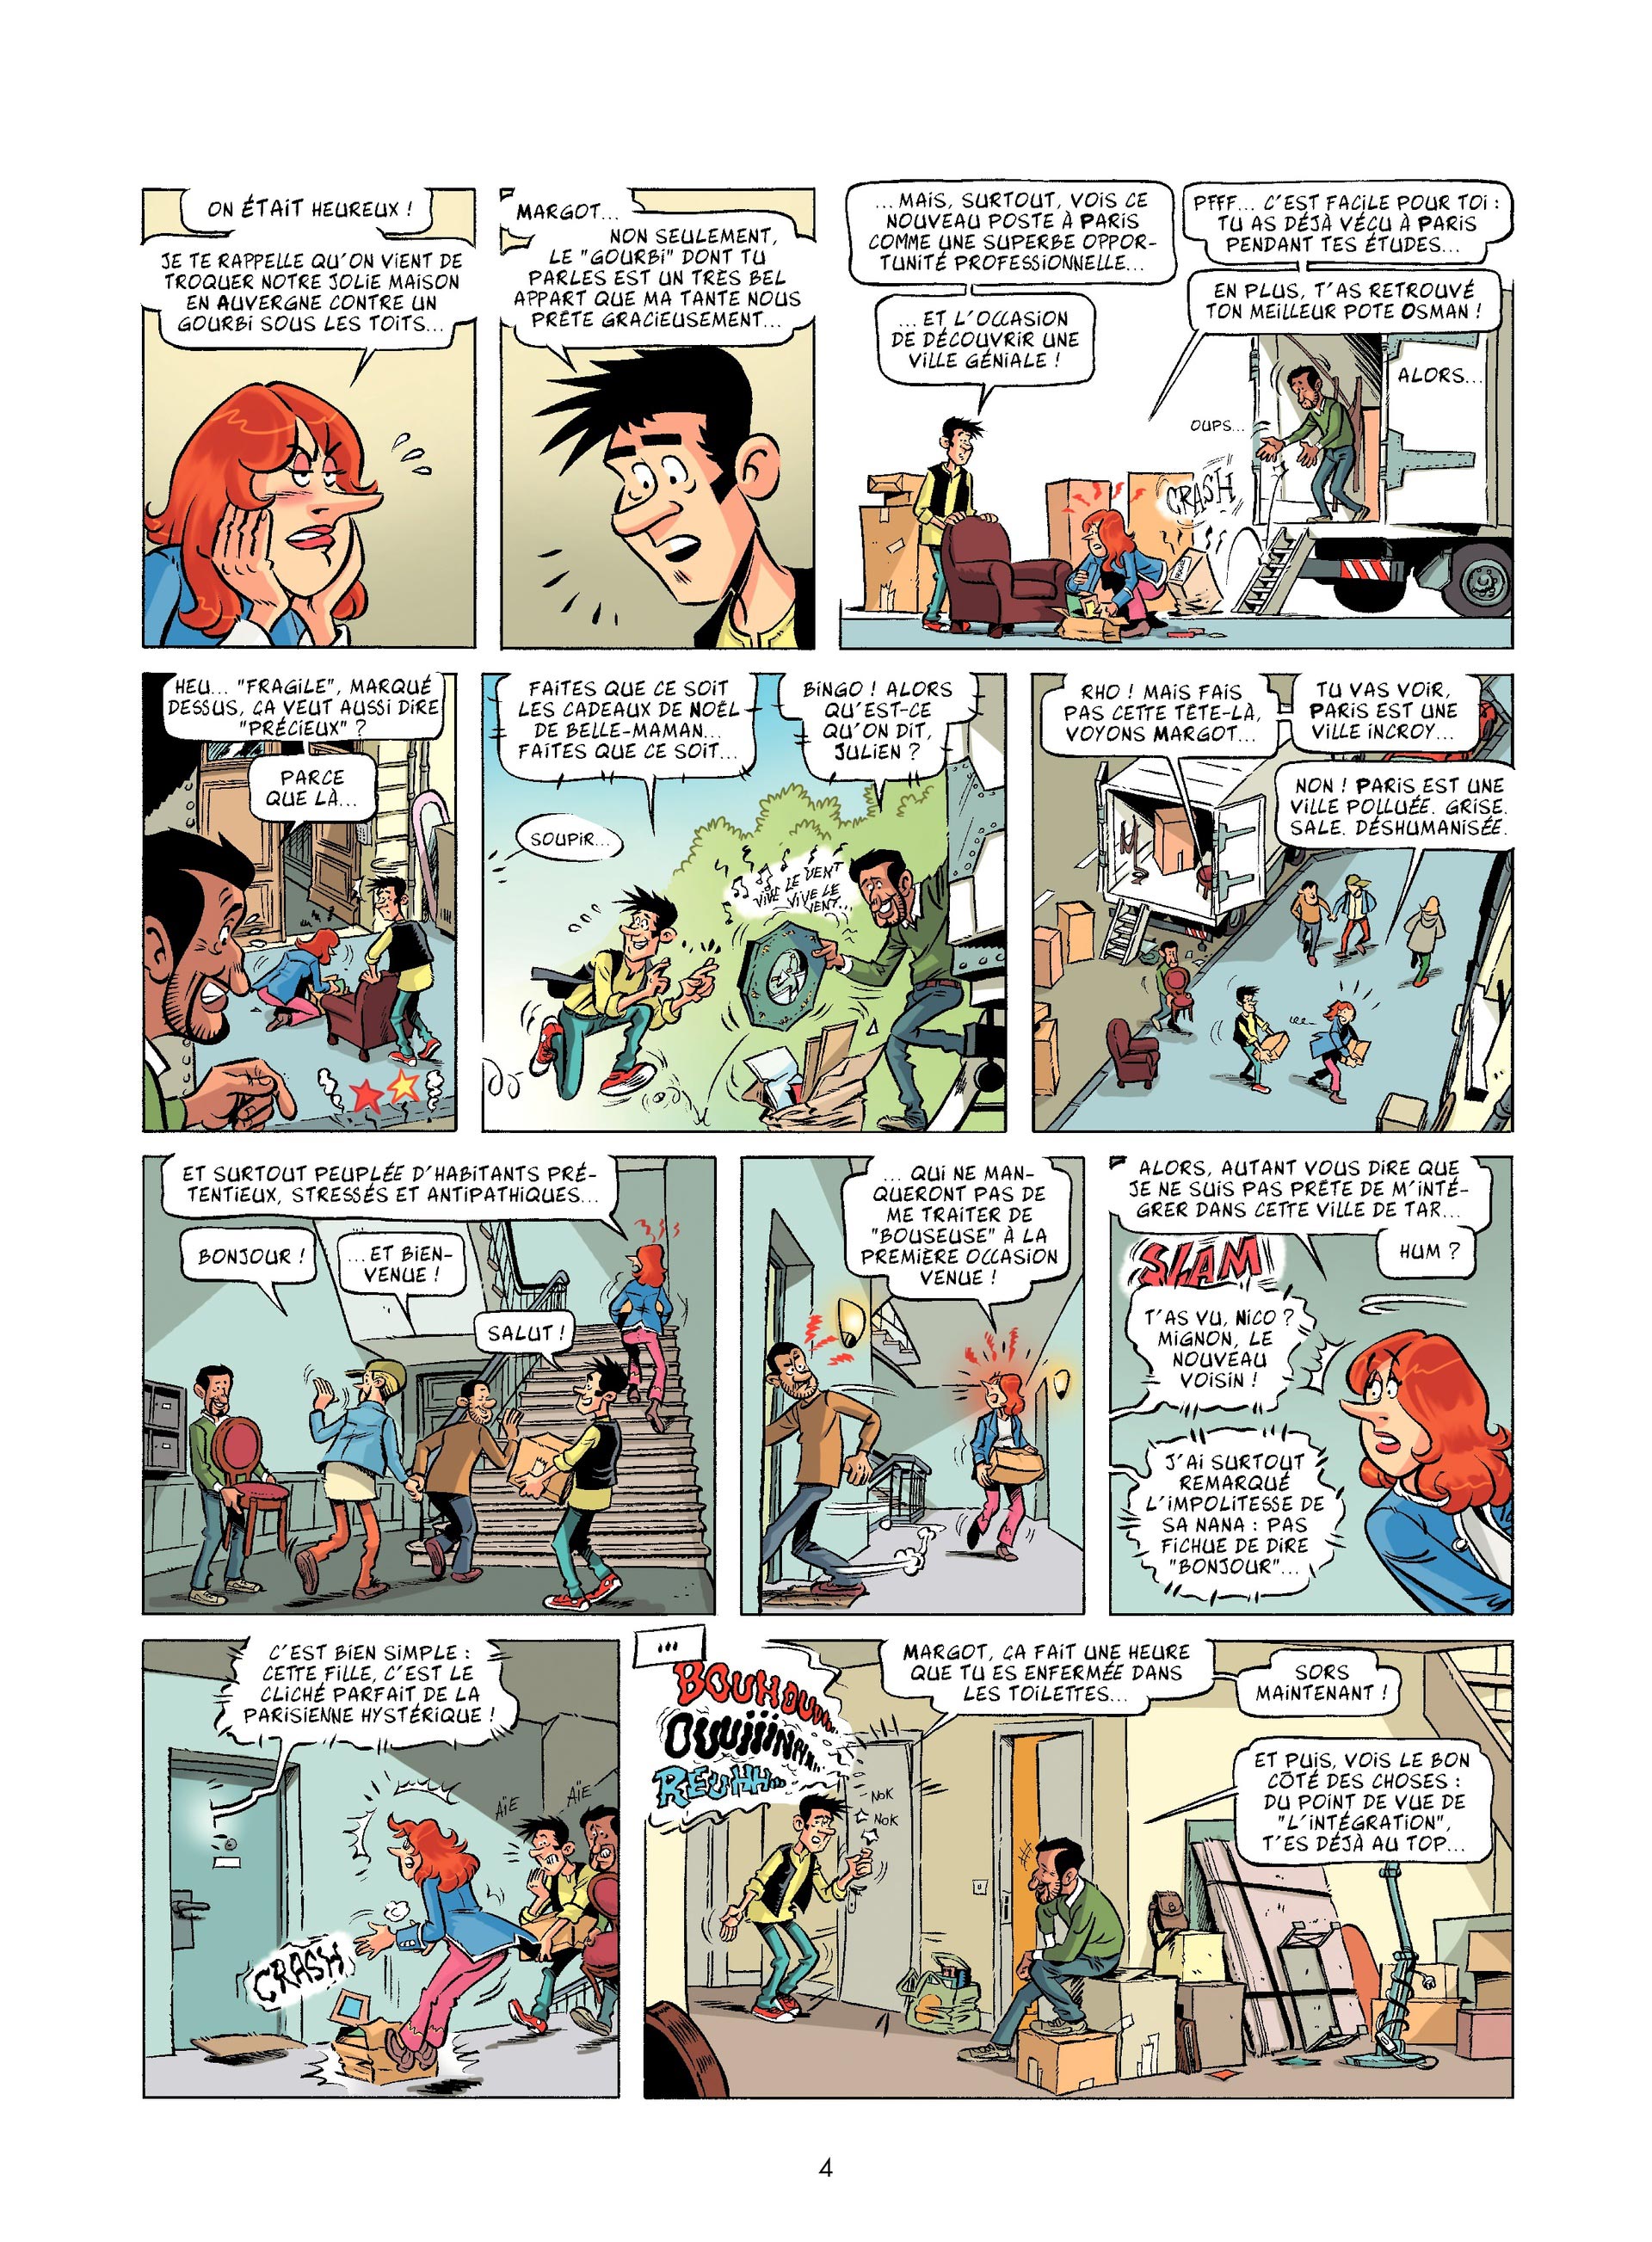 ON ÉTAIT HEUREUX !
JE TE RAPPELLE QU'ON VIENT DE
TROQUER NOTRE JOLIE MAISON
EN AUVERGNE CONTRE UN
GOURBI SOUS LES TOITS...
MARGOT...
NON SEULEMENT,
LE "GOURBI" DONT TU
PARLES EST UN TRÈS BEL
APPART QUE MA TANTE NOUS
PRÊTE GRACIEUSEMENT...
...MAIS, SURTOUT, VOIS CE
NOUVEAU POSTE À PARIS
COMME UNE SUPERBE OPPOR-
TUNITÉ PROFESSIONNELLE...
...ET L'OCCASION
DE DÉCOUVRIR UNE
VILLE GÉNIALE !
PFFF... C'EST FACILE POUR TOI :
TU AS DÉJÀ VÉCU À PARIS
PENDANT TES ÉTUDES...
EN PLUS, T'AS RETROUVÉ
TON MEILLEUR POTE OSMAN !
ALORS...
OUPS...
CRASH
HEU... "FRAGILE", MARQUÉ
DESSUS, ÇA VEUT AUSSI DIRE
"PRÉCIEUX" ?
PARCE
QUE LÀ...
FAITES QUE CE SOIT
LES CADEAUX DE NOËL
DE BELLE-MAMAN...
FAITES QUE CE SOIT...
SOUPIR...
BINGO ! ALORS
QU'EST-CE
QU'ON DIT,
JULIEN ?
VIVE LE VENT
VIVE LE
VENT...
RHO ! MAIS FAIS
PAS CETTE TÊTE-LÀ,
VOYONS MARGOT...
TU VAS VOIR,
PARIS EST UNE
VILLE INCROY...
NON ! PARIS EST UNE
VILLE POLLUÉE. GRISE.
SALE. DÉSHUMANISÉE.
ET SURTOUT PEUPLÉE D'HABITANTS PRÉ-
TENTIEUX, STRESSÉS ET ANTIPATHIQUES...
BONJOUR !
...ET BIEN-
VENUE !
SALUT !
... QUI NE MAN-
QUERONT PAS DE
ME TRAITER DE
"BOUSEUSE" À LA
PREMIÈRE OCCASION
VENUE !
ALORS, AUTANT VOUS DIRE QUE
JE NE SUIS PAS PRÊTE DE M'INTÉ-
GRER DANS CETTE VILLE DE TAR...
HUM ?
SLAM
T'AS VU, NICO ?
MIGNON, LE
NOUVEAU
VOISIN !
J'AI SURTOUT
REMARQUÉ
L'IMPOLITESSE DE
SA NANA : PAS
FICHUE DE DIRE
"BONJOUR"...
C'EST BIEN SIMPLE :
CETTE FILLE, C'EST LE
CLICHÉ PARFAIT DE LA
PARISIENNE HYSTÉRIQUE !
AÏE
AÏE
CRASH
...
BOUHOUU...
OUUIIINNN...
REUHH...
MARGOT, ÇA FAIT UNE HEURE
QUE TU ES ENFERMÉE DANS
LES TOILETTES...
SORS
MAINTENANT !
NOK
NOK
ET PUIS, VOIS LE BON
CÔTÉ DES CHOSES :
DU POINT DE VUE DE
"L'INTÉGRATION",
T'ES DÉJÀ AU TOP...
4